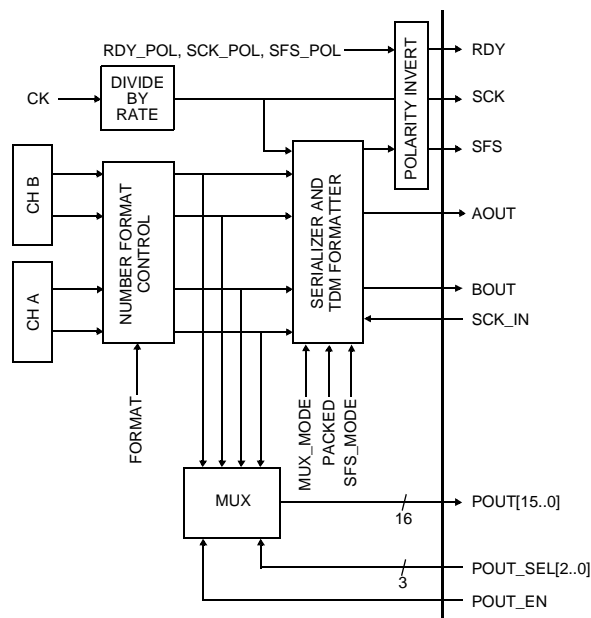 RDY_POL, SCK_POL, SFS_POL
RDY
CK
DIVIDE
BY
RATE
SCK
POLARITY INVERT
SFS
CH B
CH A
NUMBER FORMAT
CONTROL
SERIALIZER AND
TDM FORMATTER
AOUT
BOUT
SCK_IN
FORMAT
MUX_MODE
PACKED
SFS_MODE
MUX
16
POUT[15..0]
3
POUT_SEL[2..0]
POUT_EN